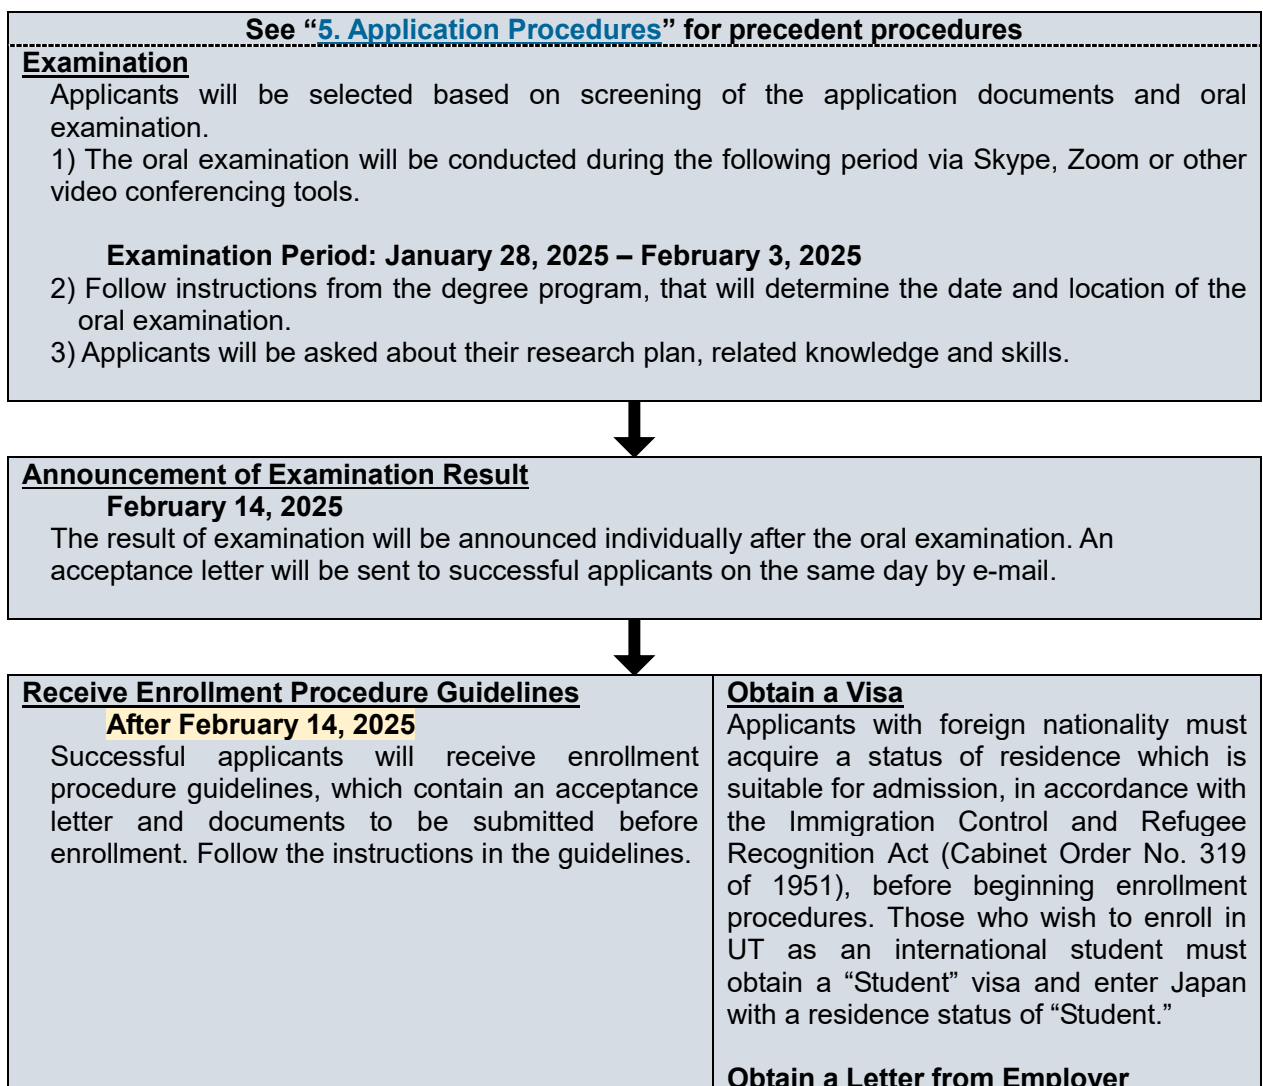 See “5. Application Procedures” for precedent procedures
Examination
Applicants will be selected based on screening of the application documents and oral
examination.
1) The oral examination will be conducted during the following period via Skype, Zoom or other
video conferencing tools.
Examination Period: January 28, 2025 – February 3, 2025
2) Follow instructions from the degree program, that will determine the date and location of the
oral examination.
3) Applicants will be asked about their research plan, related knowledge and skills.
Announcement of Examination Result
February 14, 2025
The result of examination will be announced individually after the oral examination. An
acceptance letter will be sent to successful applicants on the same day by e-mail.
Receive Enrollment Procedure Guidelines
After February 14, 2025
Successful applicants will receive enrollment
procedure guidelines, which contain an acceptance
letter and documents to be submitted before
enrollment. Follow the instructions in the guidelines.
Obtain a Visa
Applicants with foreign nationality must
acquire a status of residence which is
suitable for admission, in accordance with
the Immigration Control and Refugee
Recognition Act (Cabinet Order No. 319
of 1951), before beginning enrollment
procedures. Those who wish to enroll in
UT as an international student must
obtain a “Student” visa and enter Japan
with a residence status of “Student.”
Obtain a Letter from Employer